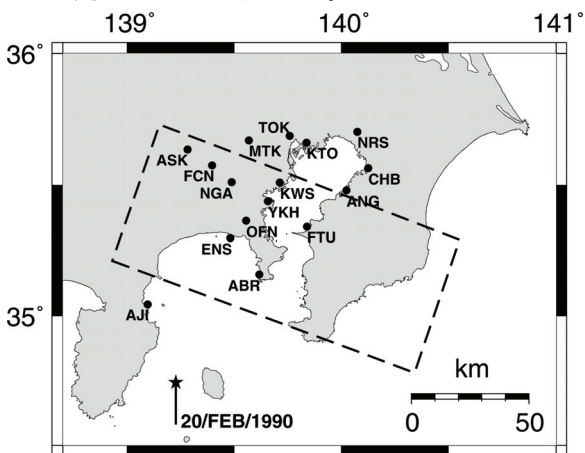 139° 140° 141°
36°
TOK
NRS
MTK
KTO
ASK
FCN
CHB
NGA
KWS
ANG
YKH
OFN
FTU
ENS
ABR
35°
AJI
km
20/FEB/1990
0 50